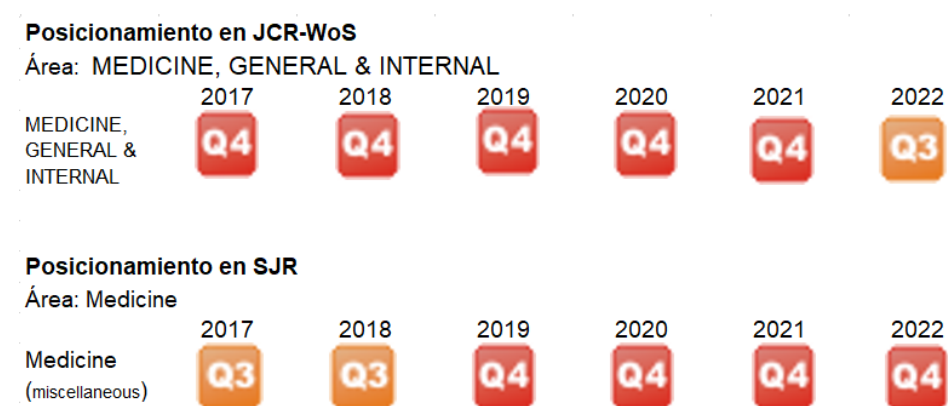 Posicionamiento en JCR-WoS
Área: MEDICINE, GENERAL & INTERNAL
2017 2018 2019 2020 2021 2022
MEDICINE,
GENERAL &
INTERNAL
Q4 Q4 Q4 Q4 Q4 Q3
Posicionamiento en SJR
Área: Medicine
2017 2018 2019 2020 2021 2022
Medicine
(miscellaneous)
Q3 Q3 Q4 Q4 Q4 Q4